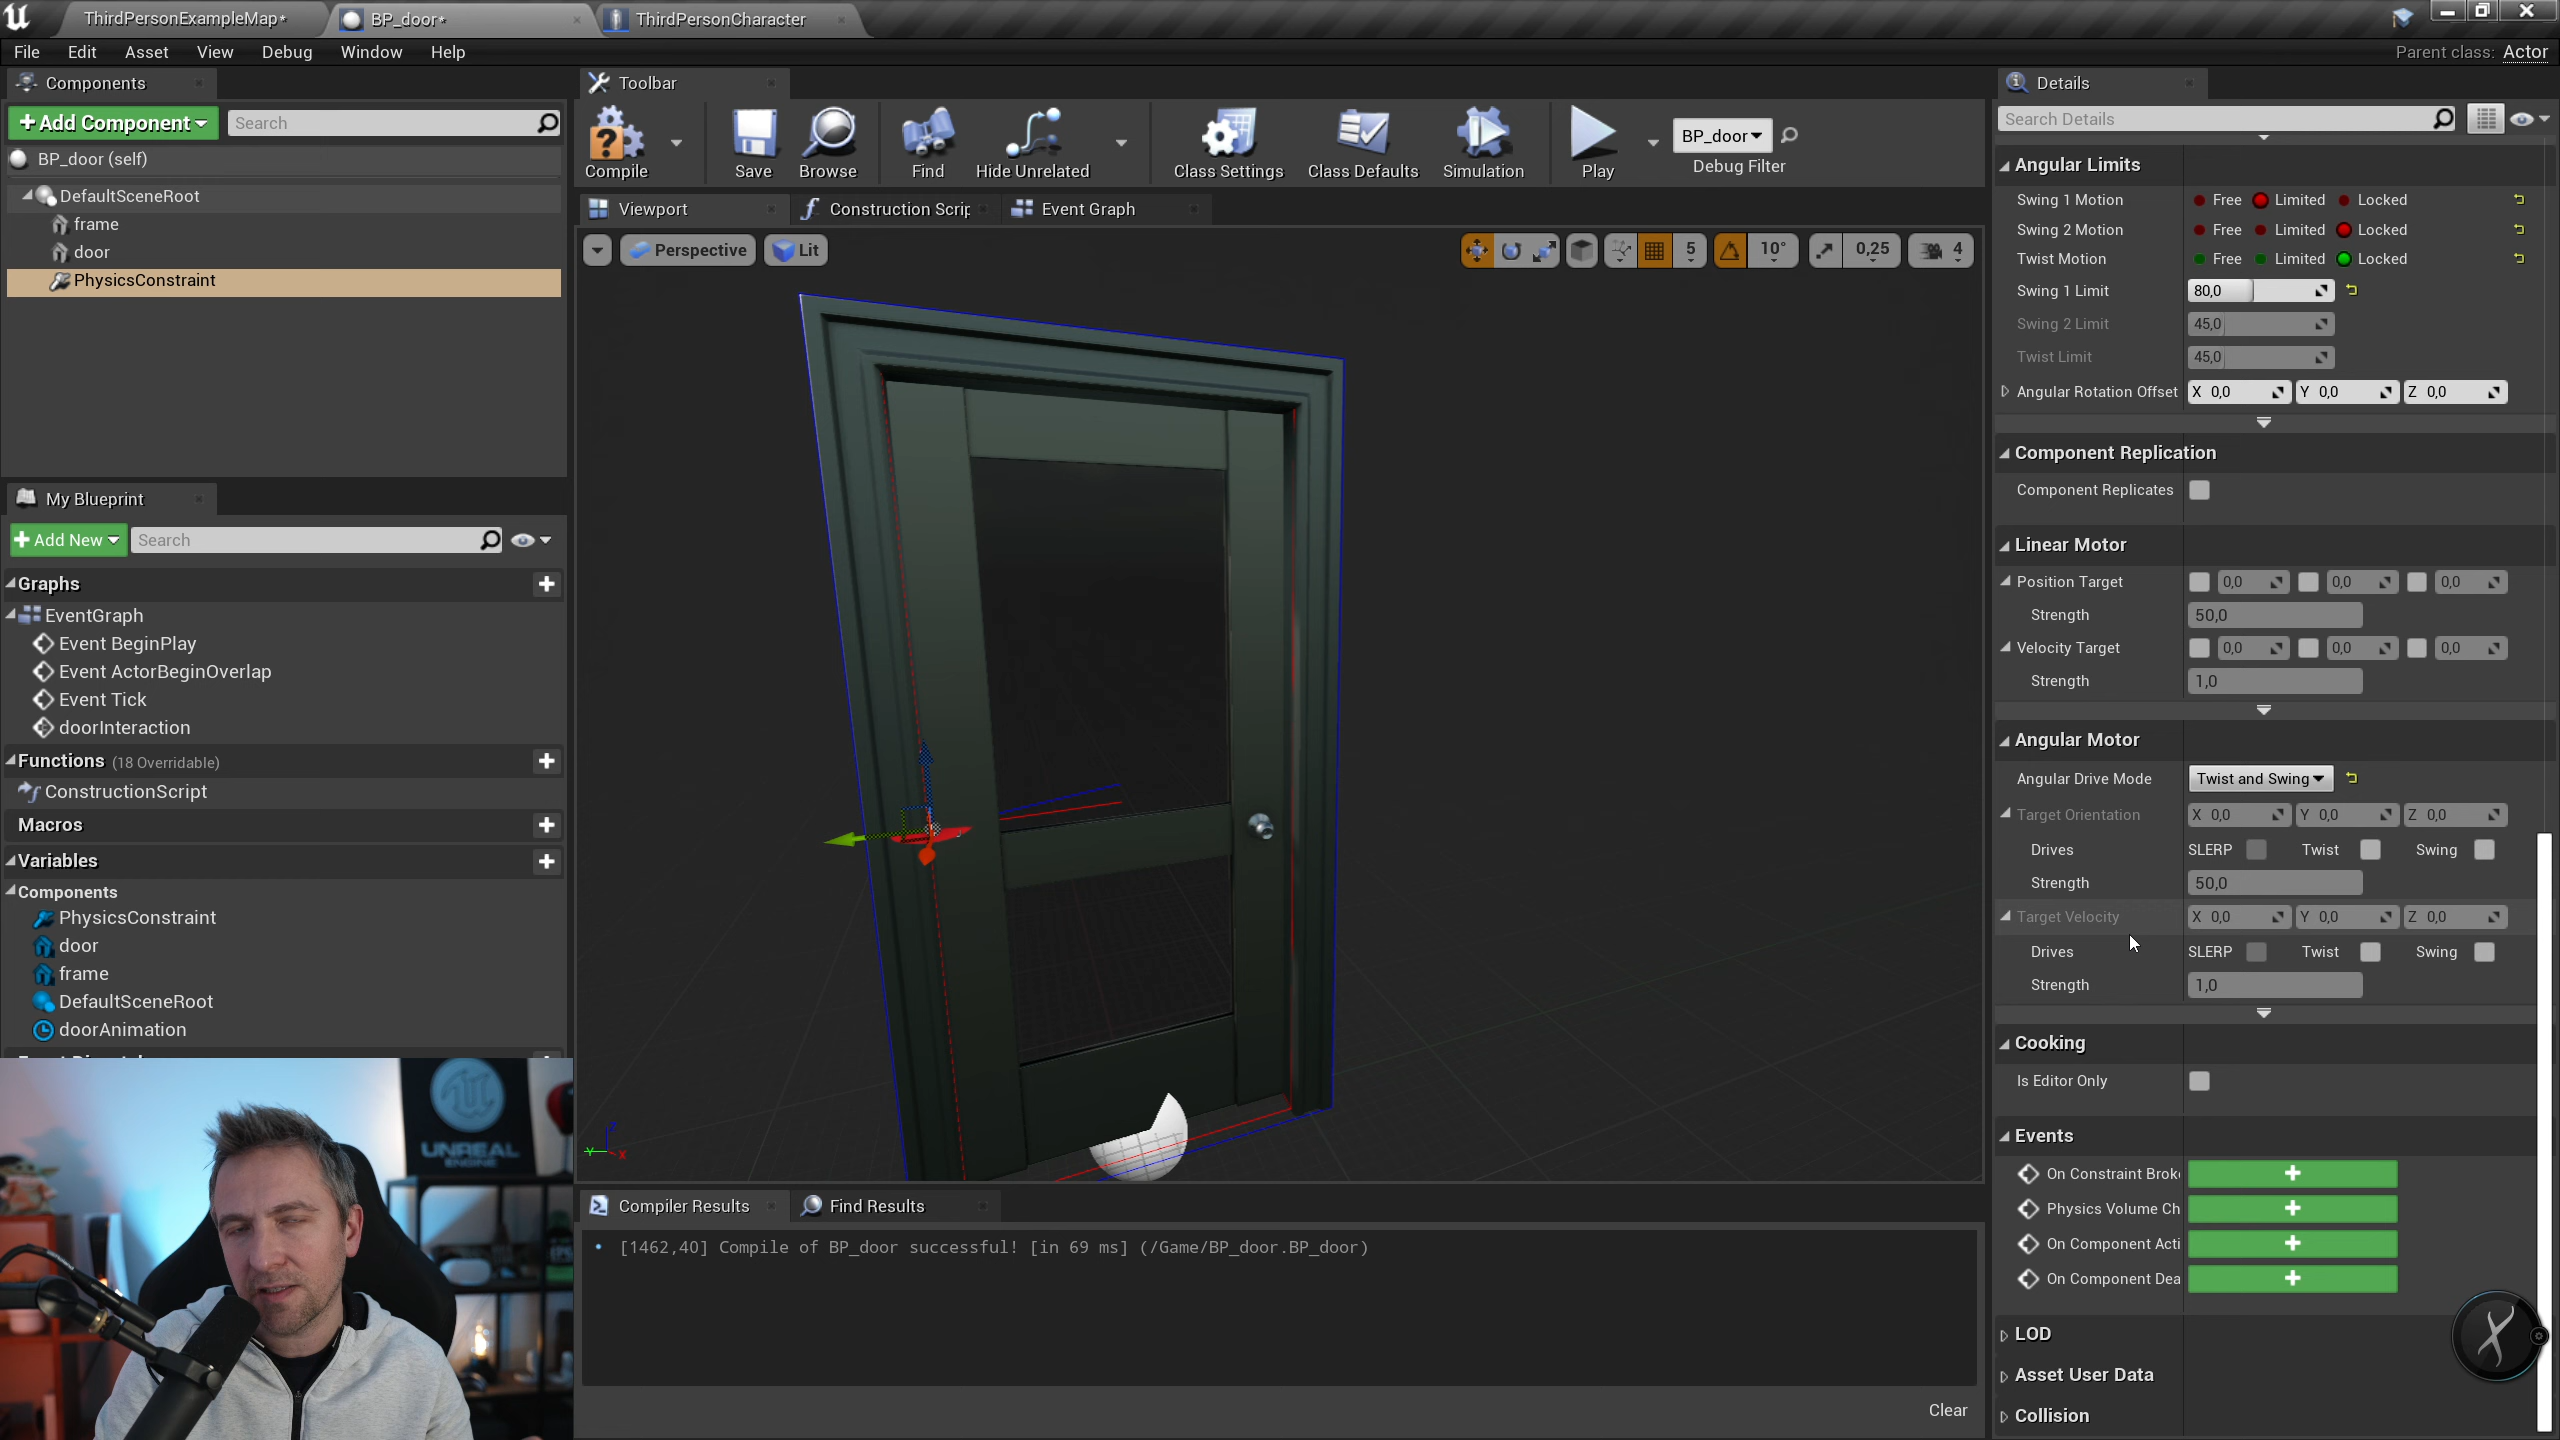 ThirdPersonExampleMap*
BP_door*
ThirdPersonCharacter
File Edit Asset View Debug Window Help
Parent class: Actor
Components
Add Component
Search
BP_door (self)
DefaultSceneRoot
frame
door
PhysicsConstraint
My Blueprint
Add New
Search
Graphs
EventGraph
Event BeginPlay
Event ActorBeginOverlap
Event Tick
doorInteraction
Functions (18 Overridable)
ConstructionScript
Macros
Variables
Components
PhysicsConstraint
door
frame
DefaultSceneRoot
doorAnimation
UNREAL
ENGINE
Toolbar
Compile
Save
Browse
Find
Hide Unrelated
Class Settings
Class Defaults
Simulation
Play
BP_door
Debug Filter
Viewport
Construction Scrip
Event Graph
Perspective
Lit
5
10°
0,25
4
Z
Y
X
Compiler Results
Find Results
[1462,40] Compile of BP_door successful! [in 69 ms] (/Game/BP_door.BP_door)
Clear
Details
Search Details
Angular Limits
Swing 1 Motion Free Limited Locked
Swing 2 Motion Free Limited Locked
Twist Motion Free Limited Locked
Swing 1 Limit 80,0
Swing 2 Limit 45,0
Twist Limit 45,0
Angular Rotation Offset X 0,0 Y 0,0 Z 0,0
Component Replication
Component Replicates
Linear Motor
Position Target 0,0 0,0 0,0
Strength 50,0
Velocity Target 0,0 0,0 0,0
Strength 1,0
Angular Motor
Angular Drive Mode Twist and Swing
Target Orientation X 0,0 Y 0,0 Z 0,0
Drives SLERP Twist Swing
Strength 50,0
Target Velocity X 0,0 Y 0,0 Z 0,0
Drives SLERP Twist Swing
Strength 1,0
Cooking
Is Editor Only
Events
On Constraint Brok
Physics Volume Ch
On Component Acti
On Component Dea
LOD
Asset User Data
Collision